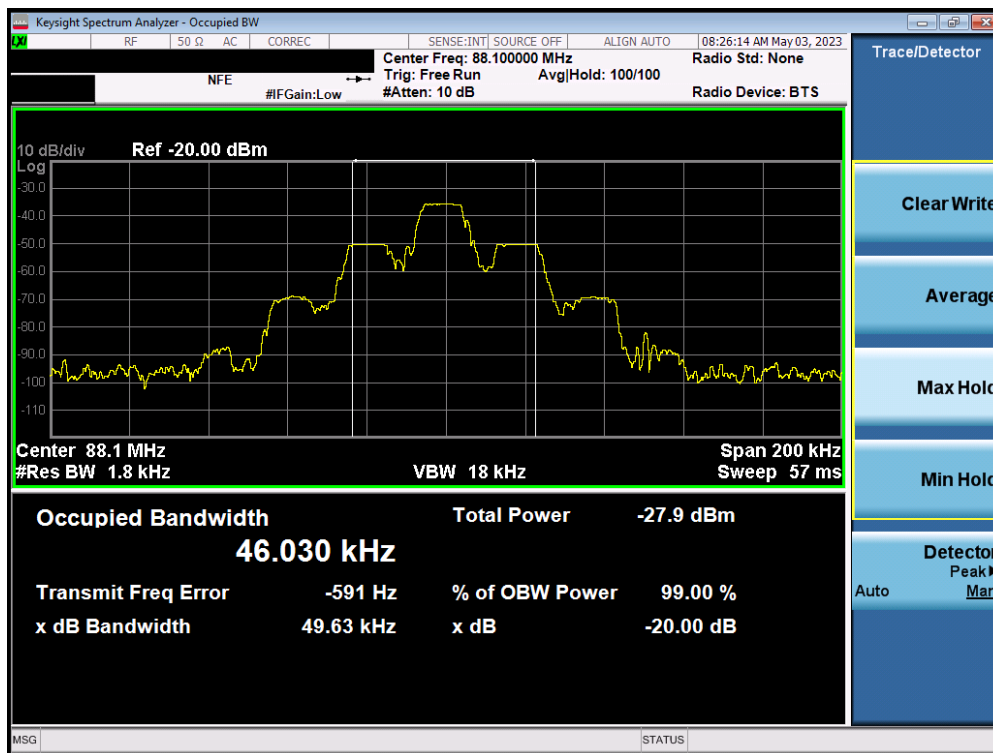 Keysight Spectrum Analyzer - Occupied BW
LXI RF 50 Ω AC CORREC SENSE:INT SOURCE OFF ALIGN AUTO 08:26:14 AM May 03, 2023
Center Freq: 88.100000 MHz Radio Std: None
NFE Trig: Free Run Avg|Hold: 100/100
#IFGain:Low #Atten: 10 dB Radio Device: BTS
Trace/Detector
10 dB/div Ref -20.00 dBm
Log
-30.0
-40.0
-50.0
-60.0
-70.0
-80.0
-90.0
-100
-110
Center 88.1 MHz Span 200 kHz
#Res BW 1.8 kHz VBW 18 kHz Sweep 57 ms
Occupied Bandwidth Total Power -27.9 dBm
46.030 kHz
Transmit Freq Error -591 Hz % of OBW Power 99.00 %
x dB Bandwidth 49.63 kHz x dB -20.00 dB
Clear Write
Average
Max Hold
Min Hold
Detector
Peak
Auto Man
MSG STATUS